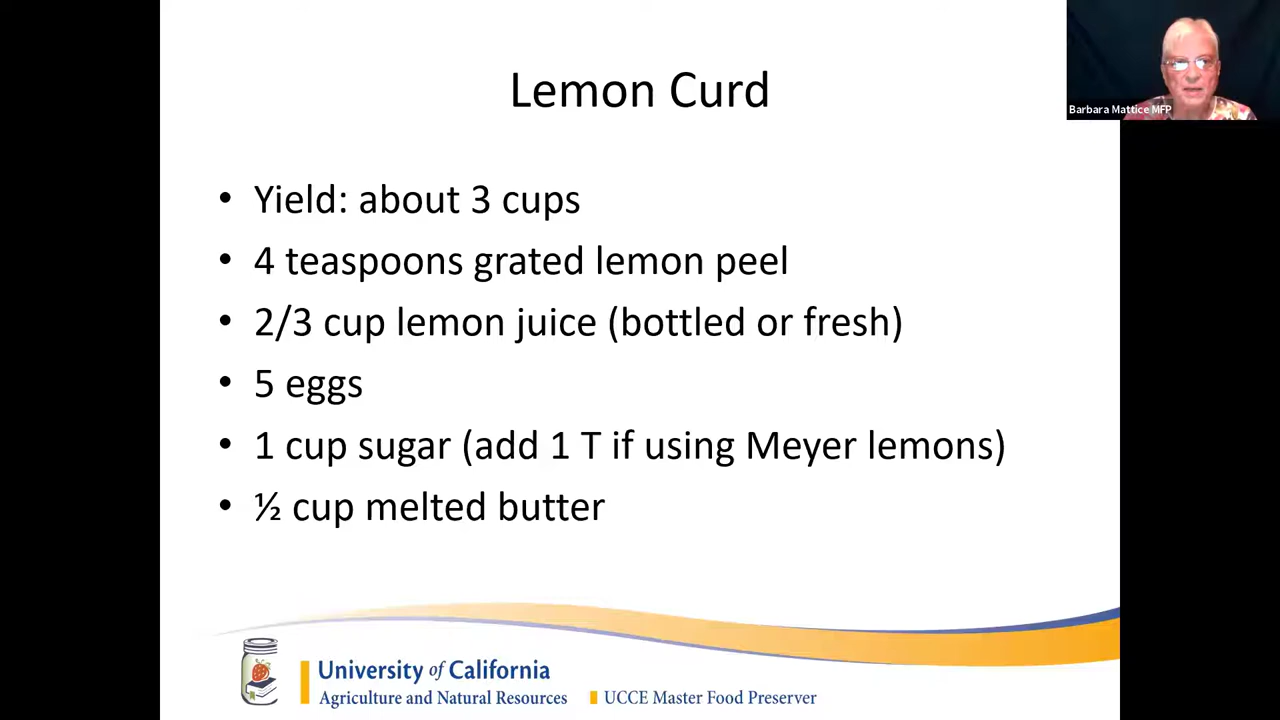 Lemon Curd
Barbara Mattice MFP
• Yield: about 3 cups
• 4 teaspoons grated lemon peel
• 2/3 cup lemon juice (bottled or fresh)
• 5 eggs
• 1 cup sugar (add 1 T if using Meyer lemons)
• ½ cup melted butter
University of California
Agriculture and Natural Resources
UCCE Master Food Preserver